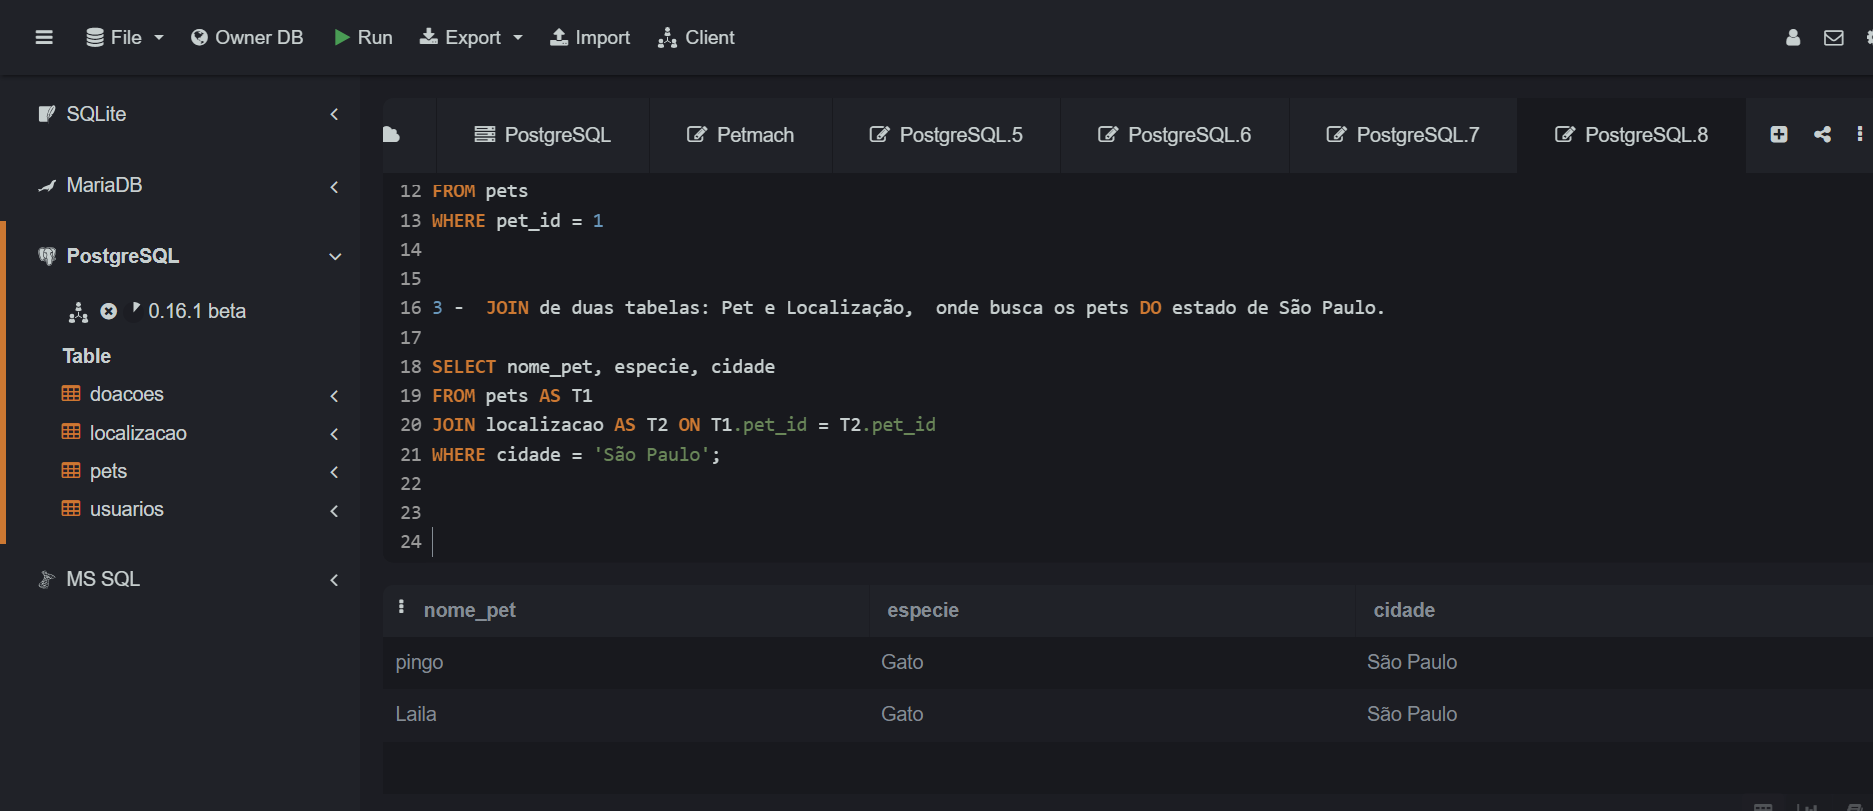 File
Owner DB
Run
Export
Import
Client
SQLite
MariaDB
PostgreSQL
0.16.1 beta
Table
doacoes
localizacao
pets
usuarios
MS SQL
PostgreSQL
Petmach
PostgreSQL.5
PostgreSQL.6
PostgreSQL.7
PostgreSQL.8
12 FROM pets
13 WHERE pet_id = 1
14
15
16 3 -  JOIN de duas tabelas: Pet e Localização,  onde busca os pets DO estado de São Paulo.
17
18 SELECT nome_pet, especie, cidade
19 FROM pets AS T1
20 JOIN localizacao AS T2 ON T1.pet_id = T2.pet_id
21 WHERE cidade = 'São Paulo';
22
23
24
nome_pet especie cidade
pingo Gato São Paulo
Laila Gato São Paulo